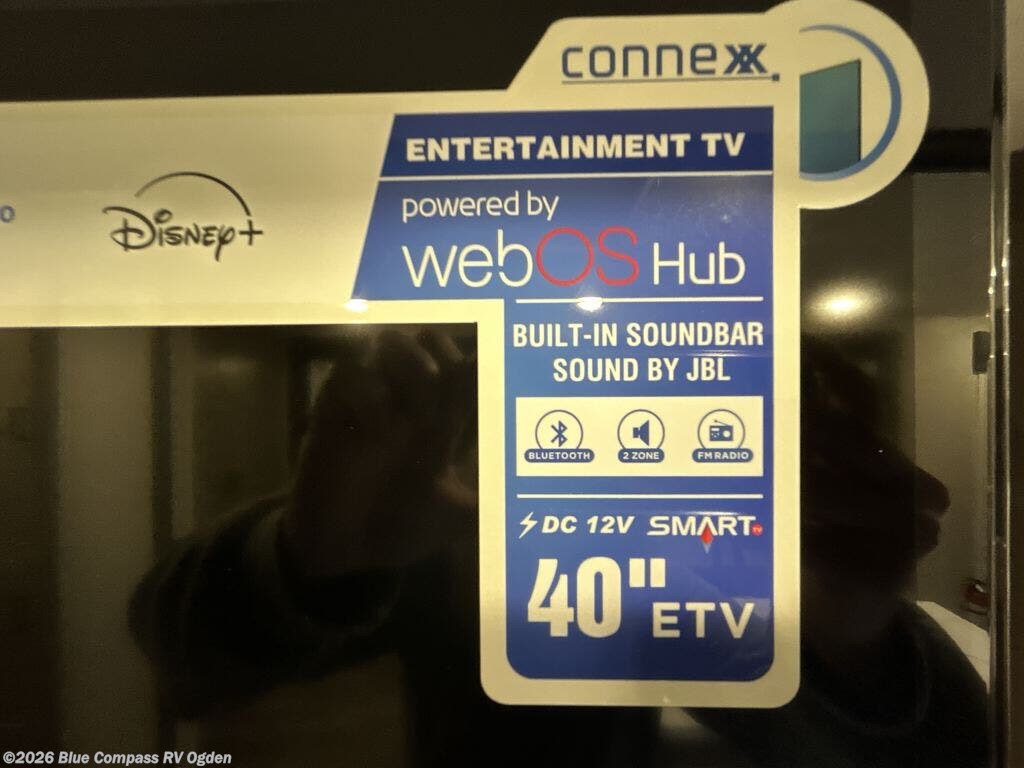 connexx
ENTERTAINMENT TV
powered by
webOS Hub
o
Disney+
BUILT-IN SOUNDBAR
SOUND BY JBL
BLUETOOTH
2 ZONE
FM RADIO
DC 12V SMART TV
40" ETV
©2026 Blue Compass RV Ogden